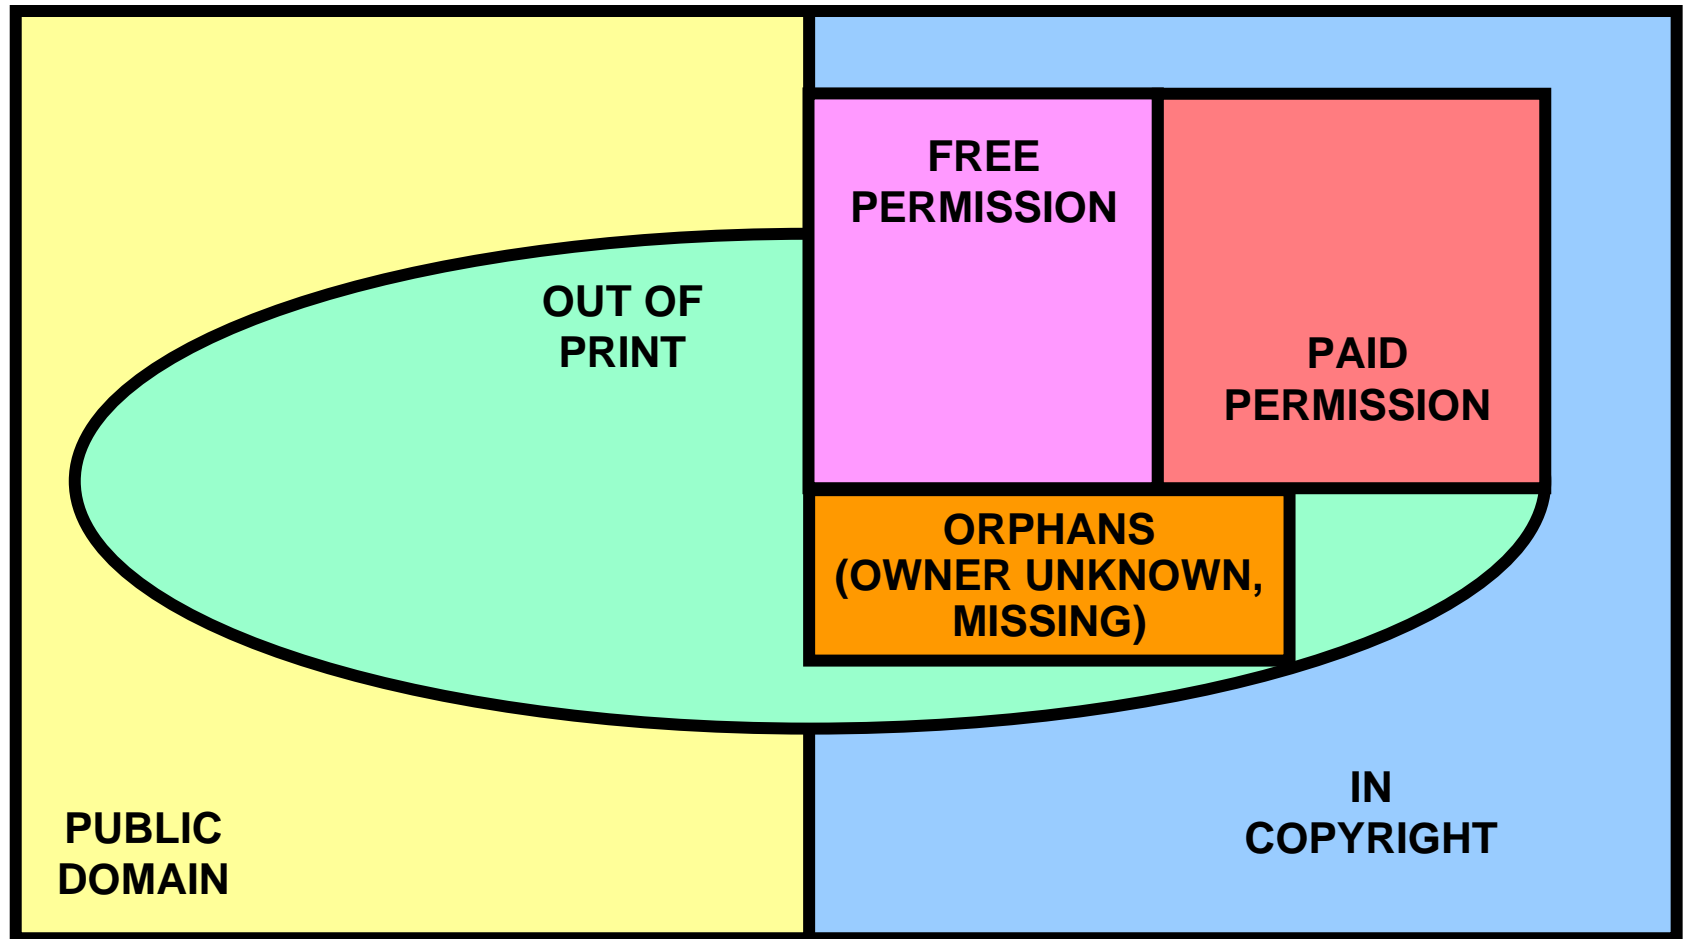 FREE
PERMISSION
OUT OF
PRINT
PAID
PERMISSION
ORPHANS
(OWNER UNKNOWN,
MISSING)
IN
COPYRIGHT
PUBLIC
DOMAIN